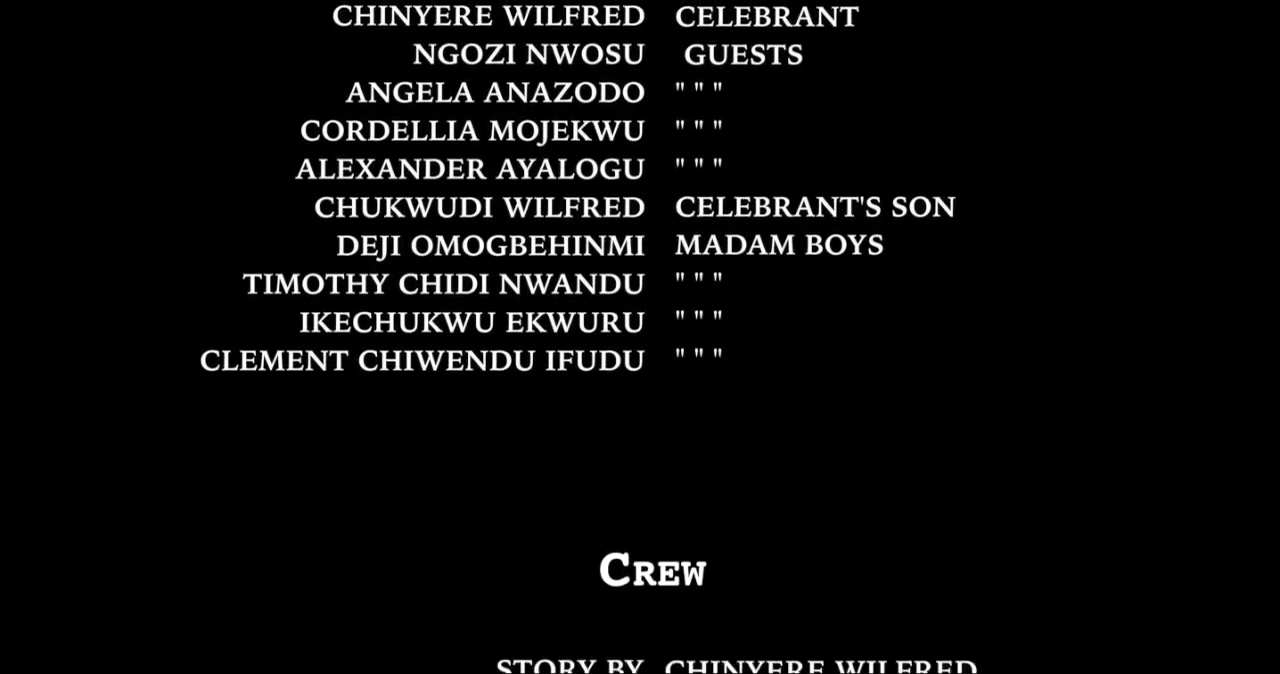 CHINYERE WILFRED CELEBRANT
NGOZI NWOSU GUESTS
ANGELA ANAZODO " " "
CORDELLIA MOJEKWU " " "
ALEXANDER AYALOGU " " "
CHUKWUDI WILFRED CELEBRANT'S SON
DEJI OMOGBEHINMI MADAM BOYS
TIMOTHY CHIDI NWANDU " " "
IKECHUKWU EKWURU " " "
CLEMENT CHIWENDU IFUDU " " "
CREW
STORY BY CHINYERE WILFRED